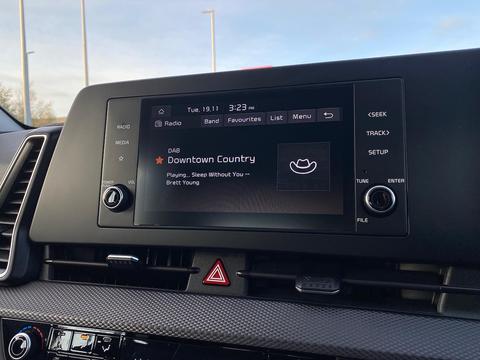 Tue. 19.11 3:23 PM
Radio Band Favourites List Menu
DAB
Downtown Country
Playing... Sleep Without You --
Brett Young
RADIO
MEDIA
VOL
<SEEK
TRACK>
SETUP
TUNE ENTER
FILE